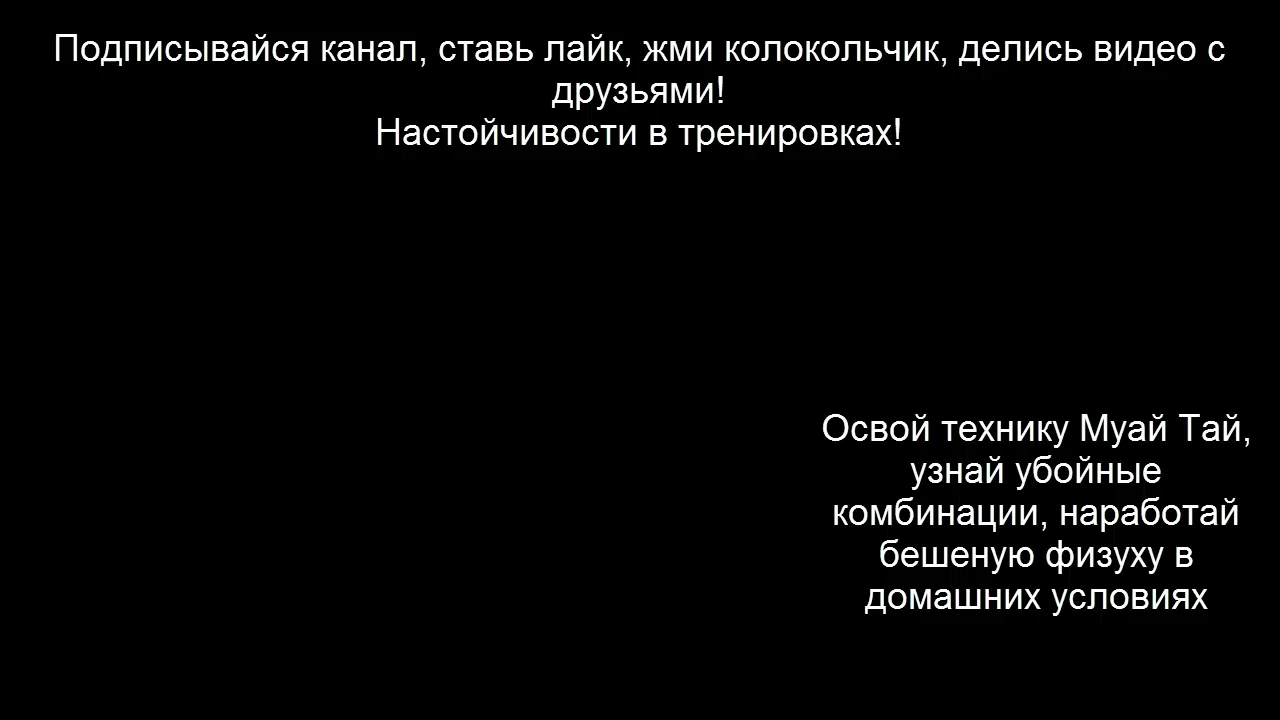 Подписывайся канал, ставь лайк, жми колокольчик, делись видео с
друзьями!
Настойчивости в тренировках!
Освой технику Муай Тай,
узнай убойные
комбинации, наработай
бешеную физуху в
домашних условиях